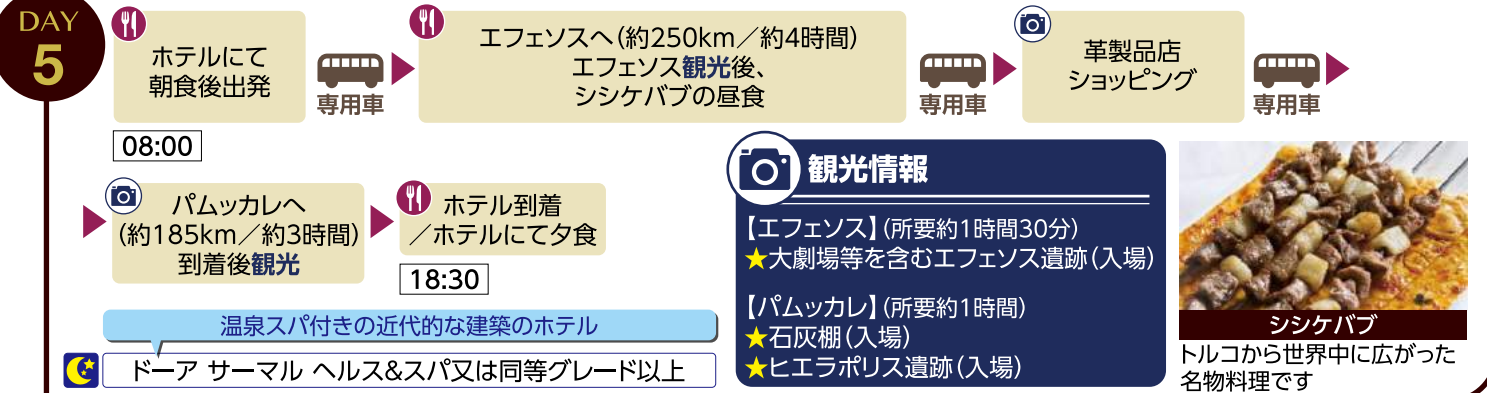 DAY
5
ホテルにて
朝食後出発
08:00
専用車
エフェソスへ(約250km/約4時間)
エフェソス観光後、
シシケバブの昼食
専用車
革製品店
ショッピング
専用車
パムッカレへ
(約185km/約3時間)
到着後観光
ホテル到着
/ホテルにて夕食
18:30
温泉スパ付きの近代的な建築のホテル
ドーア サーマル ヘルス&スパ又は同等グレード以上
観光情報
【エフェソス】(所要約1時間30分)
★大劇場等を含むエフェソス遺跡(入場)
【パムッカレ】(所要約1時間)
★石灰棚(入場)
★ヒエラポリス遺跡(入場)
シシケバブ
トルコから世界中に広がった
名物料理です